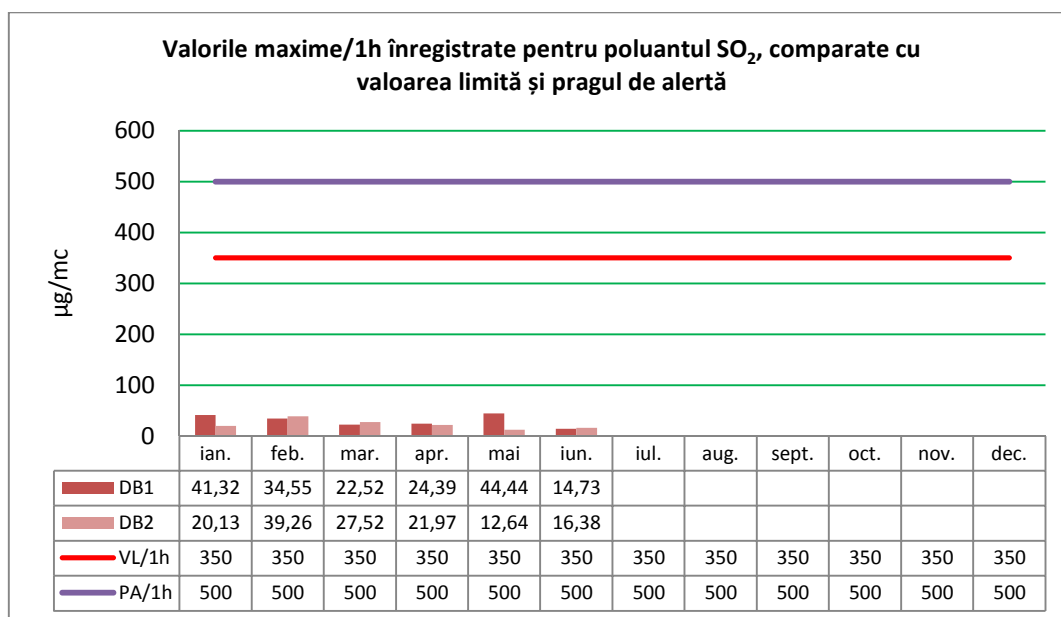 Valorile maxime/1h înregistrate pentru poluantul SO₂, comparate cu
valoarea limită și pragul de alertă
µg/mc
600
500
400
300
200
100
0
ian. feb. mar. apr. mai iun. iul. aug. sept. oct. nov. dec.
DB1 41,32 34,55 22,52 24,39 44,44 14,73
DB2 20,13 39,26 27,52 21,97 12,64 16,38
VL/1h 350 350 350 350 350 350 350 350 350 350 350 350
PA/1h 500 500 500 500 500 500 500 500 500 500 500 500